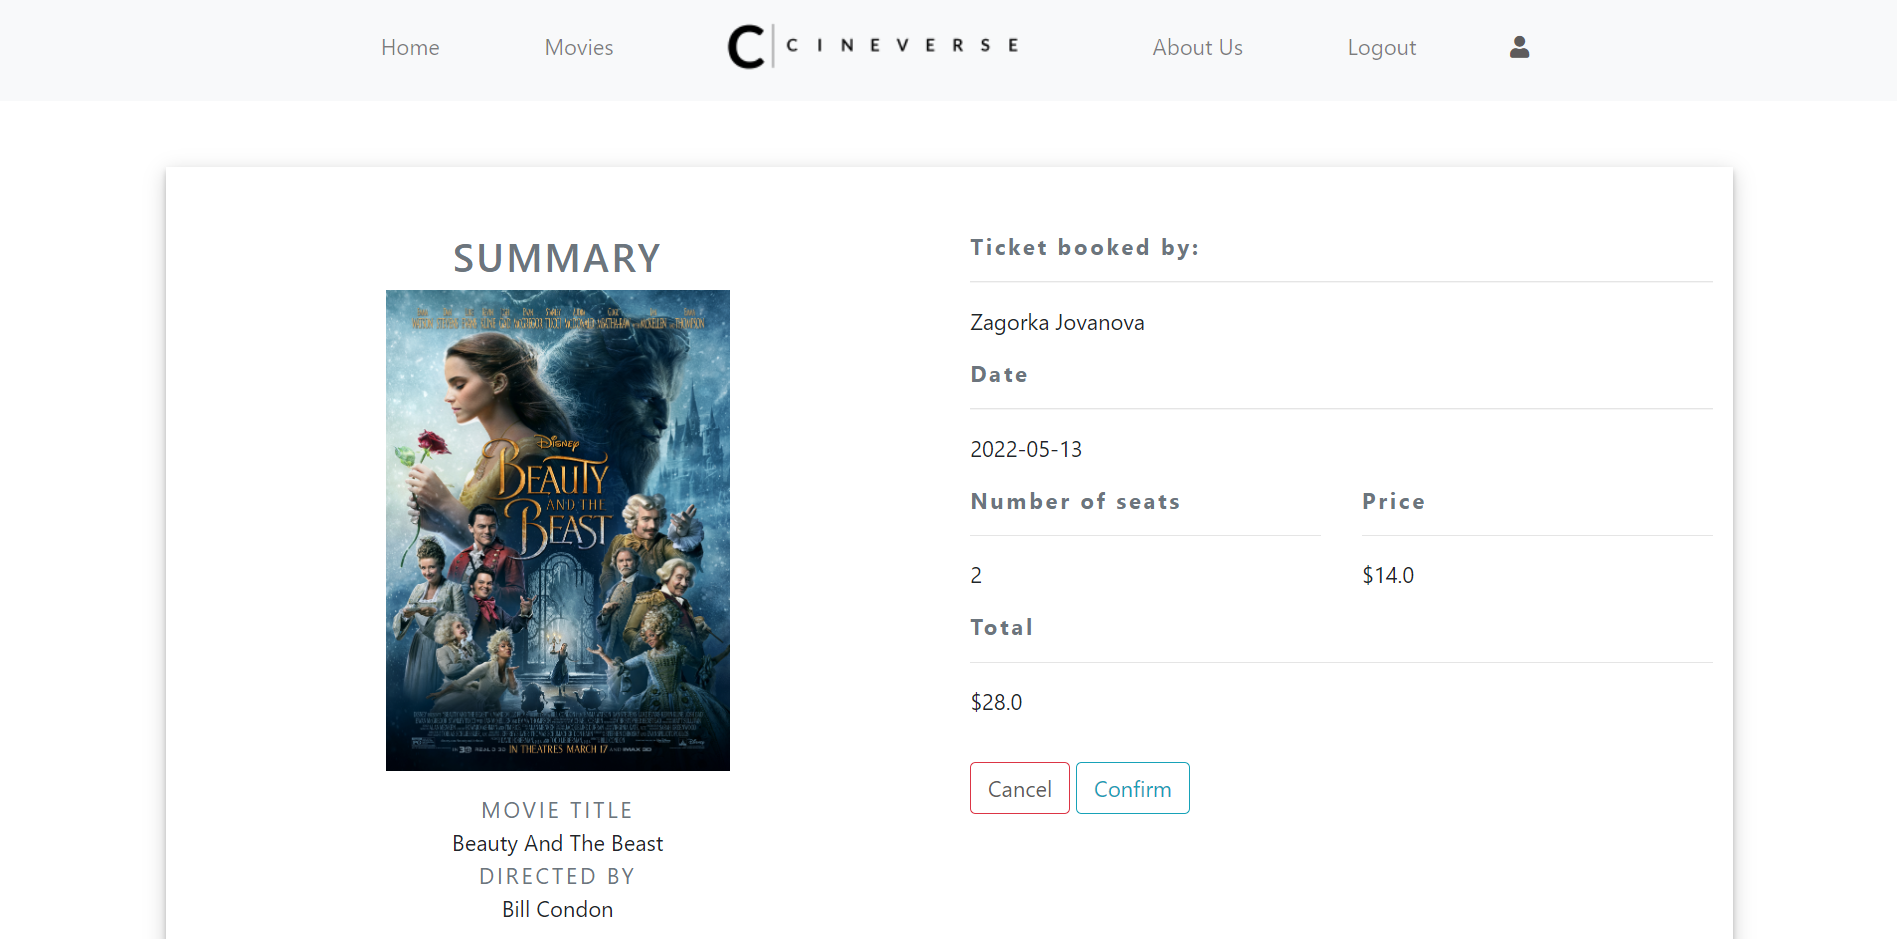 Home
Movies
C|CINEVERSE
About Us
Logout
SUMMARY
DISNEY
BEAUTY
AND THE
BEAST
IN THEATRES MARCH 17
MOVIE TITLE
Beauty And The Beast
DIRECTED BY
Bill Condon
Ticket booked by:
Zagorka Jovanova
Date
2022-05-13
Number of seats
Price
2
$14.0
Total
$28.0
Cancel
Confirm